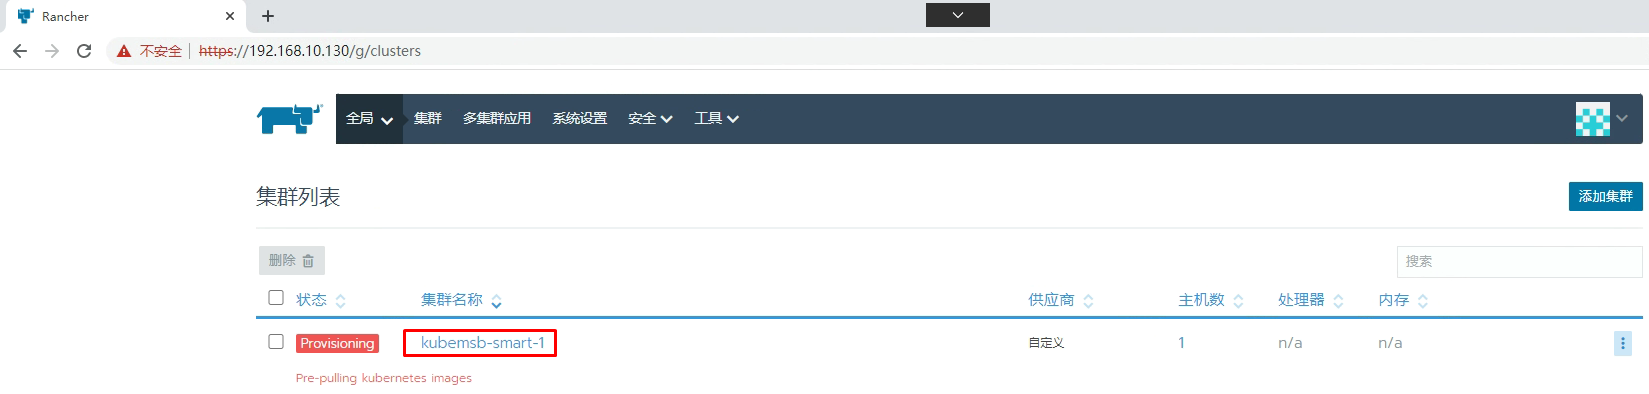 Rancher
不安全 https://192.168.10.130/g/clusters
全局 集群 多集群应用 系统设置 安全 工具
集群列表 添加集群
删除 搜索
状态 集群名称 供应商 主机数 处理器 内存
Provisioning kubemsb-smart-1 自定义 1 n/a n/a
Pre-pulling kubernetes images